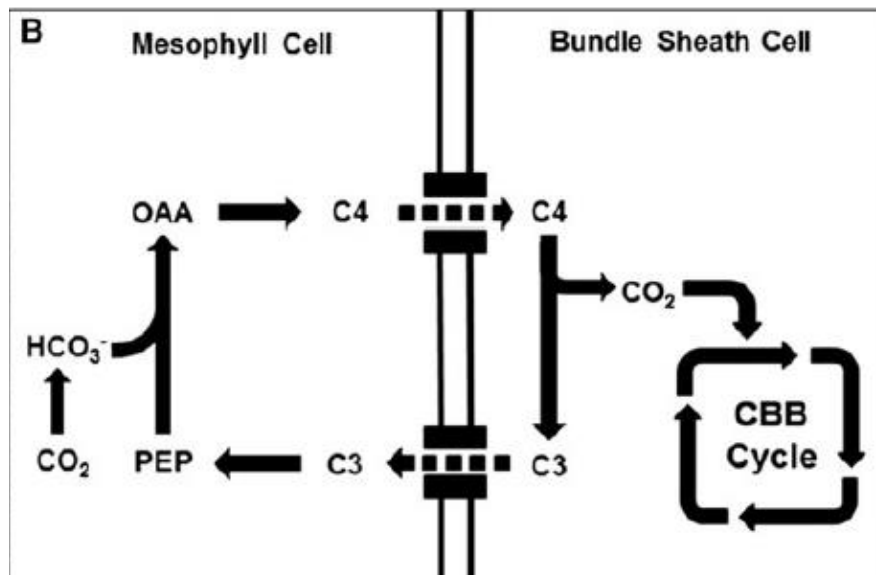 B
Mesophyll Cell
Bundle Sheath Cell
OAA
C4
C4
CO₂
HCO₃⁻
CBB
Cycle
CO₂
PEP
C3
C3